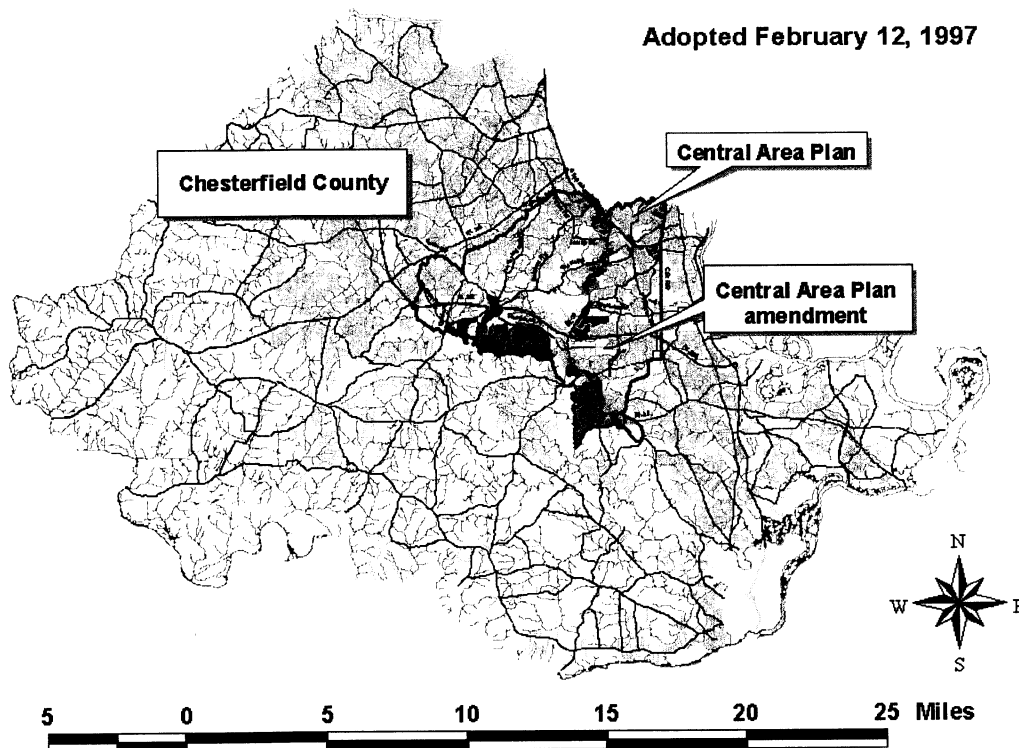 Adopted February 12, 1997
Central Area Plan
Chesterfield County
Central Area Plan
amendment
N
W
S
5 0 5 10 15 20 25 Miles